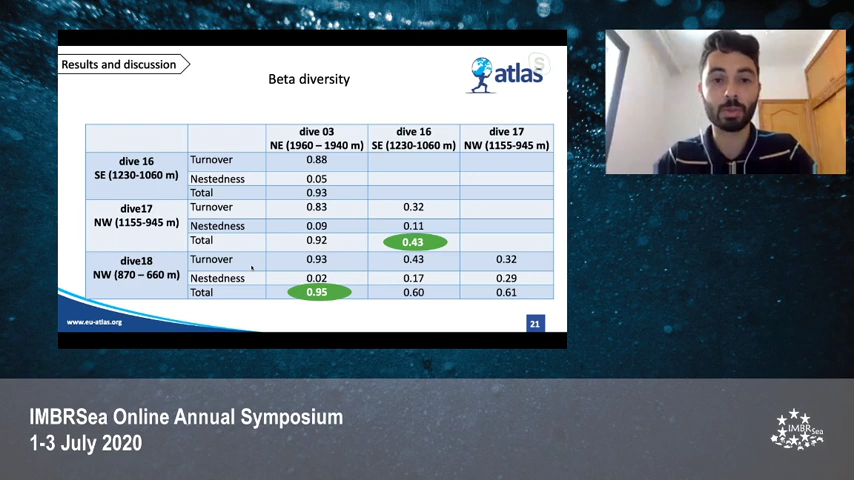 Results and discussion
Beta diversity
atlas
S
dive 03
NE (1960 – 1940 m)
dive 16
SE (1230-1060 m)
dive 17
NW (1155-945 m)
dive 16
SE (1230-1060 m)
Turnover 0.88
Nestedness 0.05
Total 0.93
dive17
NW (1155-945 m)
Turnover 0.83 0.32
Nestedness 0.09 0.11
Total 0.92 0.43
dive18
NW (870 – 660 m)
Turnover 0.93 0.43 0.32
Nestedness 0.02 0.17 0.29
Total 0.95 0.60 0.61
www.eu-atlas.org
21
IMBRSea Online Annual Symposium
1-3 July 2020
IMBRSea